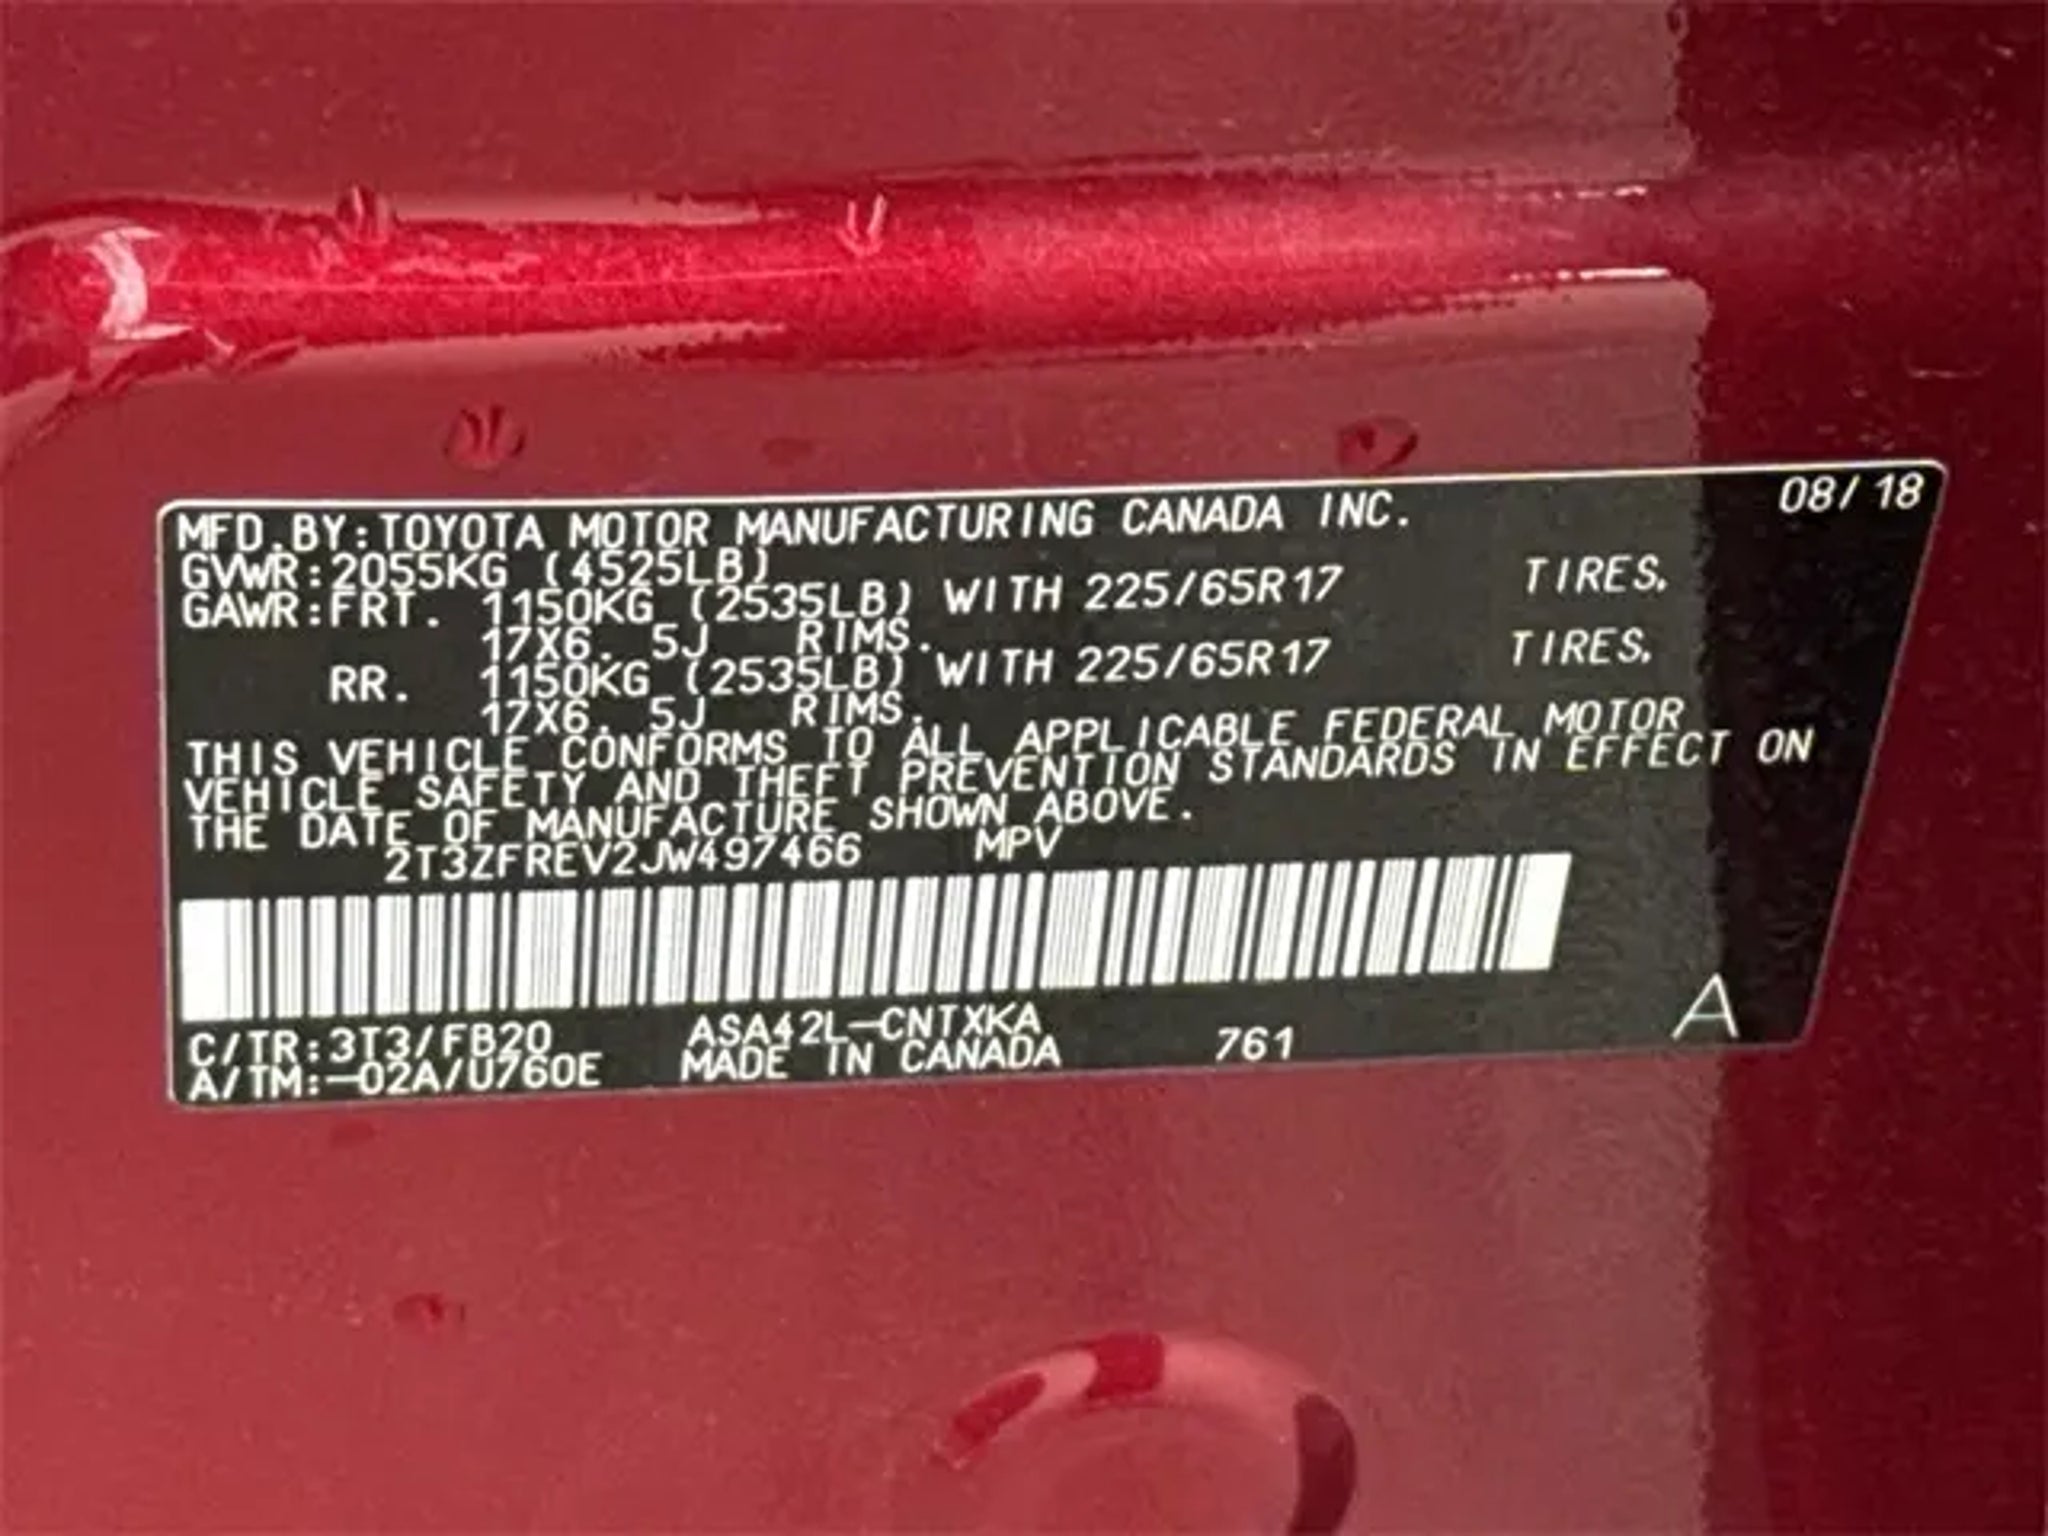 08/18
MFD.BY:TOYOTA MOTOR MANUFACTURING CANADA INC.
GVWR:2055KG (4525LB)
GAWR:FRT. 1150KG (2535LB) WITH 225/65R17 TIRES,
17X6. 5J RIMS.
RR. 1150KG (2535LB) WITH 225/65R17 TIRES,
17X6. 5J RIMS.
THIS VEHICLE CONFORMS TO ALL APPLICABLE FEDERAL MOTOR
VEHICLE SAFETY AND THEFT PREVENTION STANDARDS IN EFFECT ON
THE DATE OF MANUFACTURE SHOWN ABOVE.
2T3ZFREV2JW497466 MPV
C/TR:3T3/FB20 ASA42L-CNTXKA 761 A
A/TM:-02A/U760E MADE IN CANADA